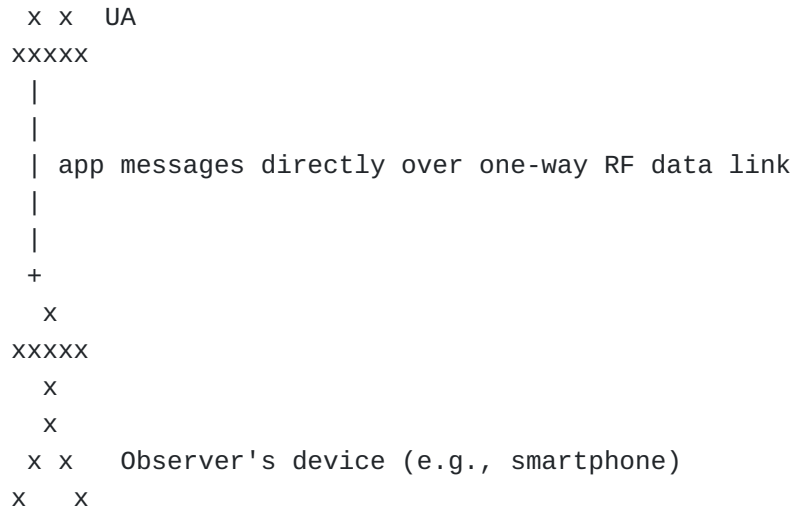 x x  UA
xxxxx
 |
 |
 | app messages directly over one-way RF data link
 |
 |
 +
  x
xxxxx
  x
  x
 x x   Observer's device (e.g., smartphone)
x   x